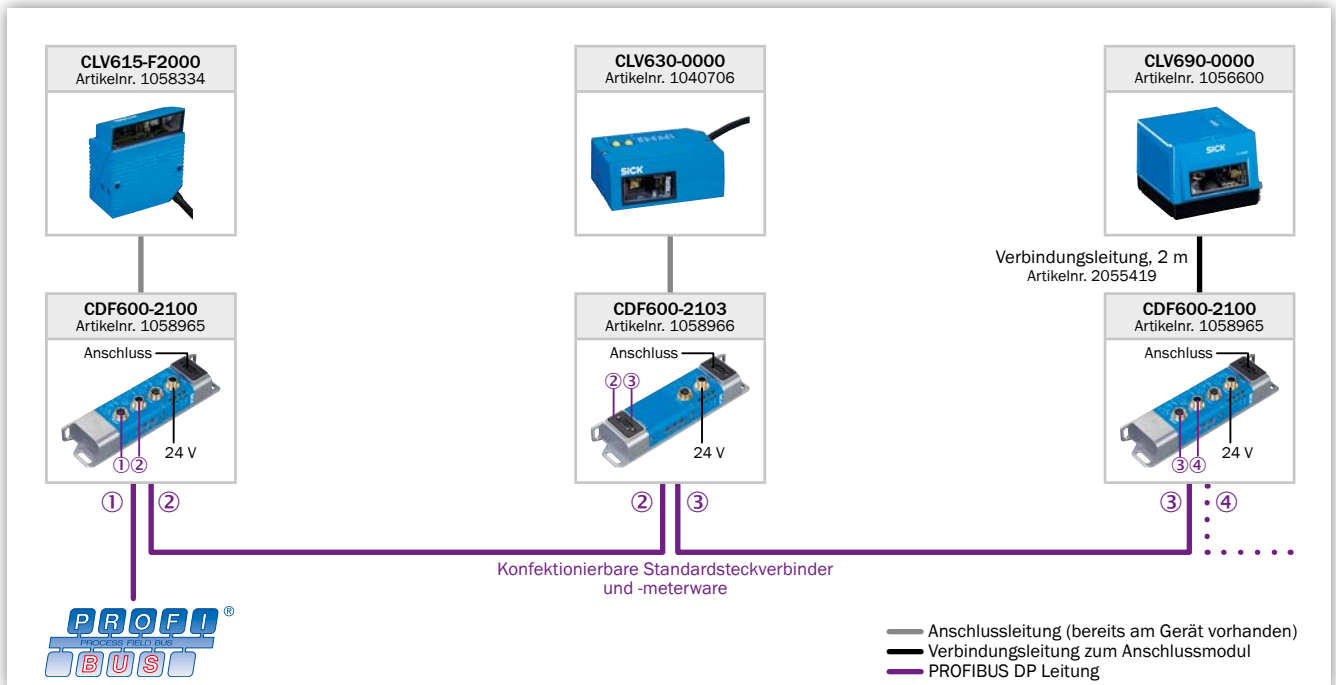 CLV615-F2000
Artikelnr. 1058334
CLV630-0000
Artikelnr. 1040706
CLV690-0000
Artikelnr. 1056600
SICK
SICK
Verbindungsleitung, 2 m
Artikelnr. 2055419
CDF600-2100
Artikelnr. 1058965
CDF600-2103
Artikelnr. 1058966
CDF600-2100
Artikelnr. 1058965
Anschluss
①②
24 V
Anschluss
②③
24 V
Anschluss
③④
24 V
① ②
② ③
③ ④
Konfektionierbare Standardsteckverbinder
und -meterware
PROFI®
PROCESS FIELD BUS
BUS
Anschlussleitung (bereits am Gerät vorhanden)
Verbindungsleitung zum Anschlussmodul
PROFIBUS DP Leitung